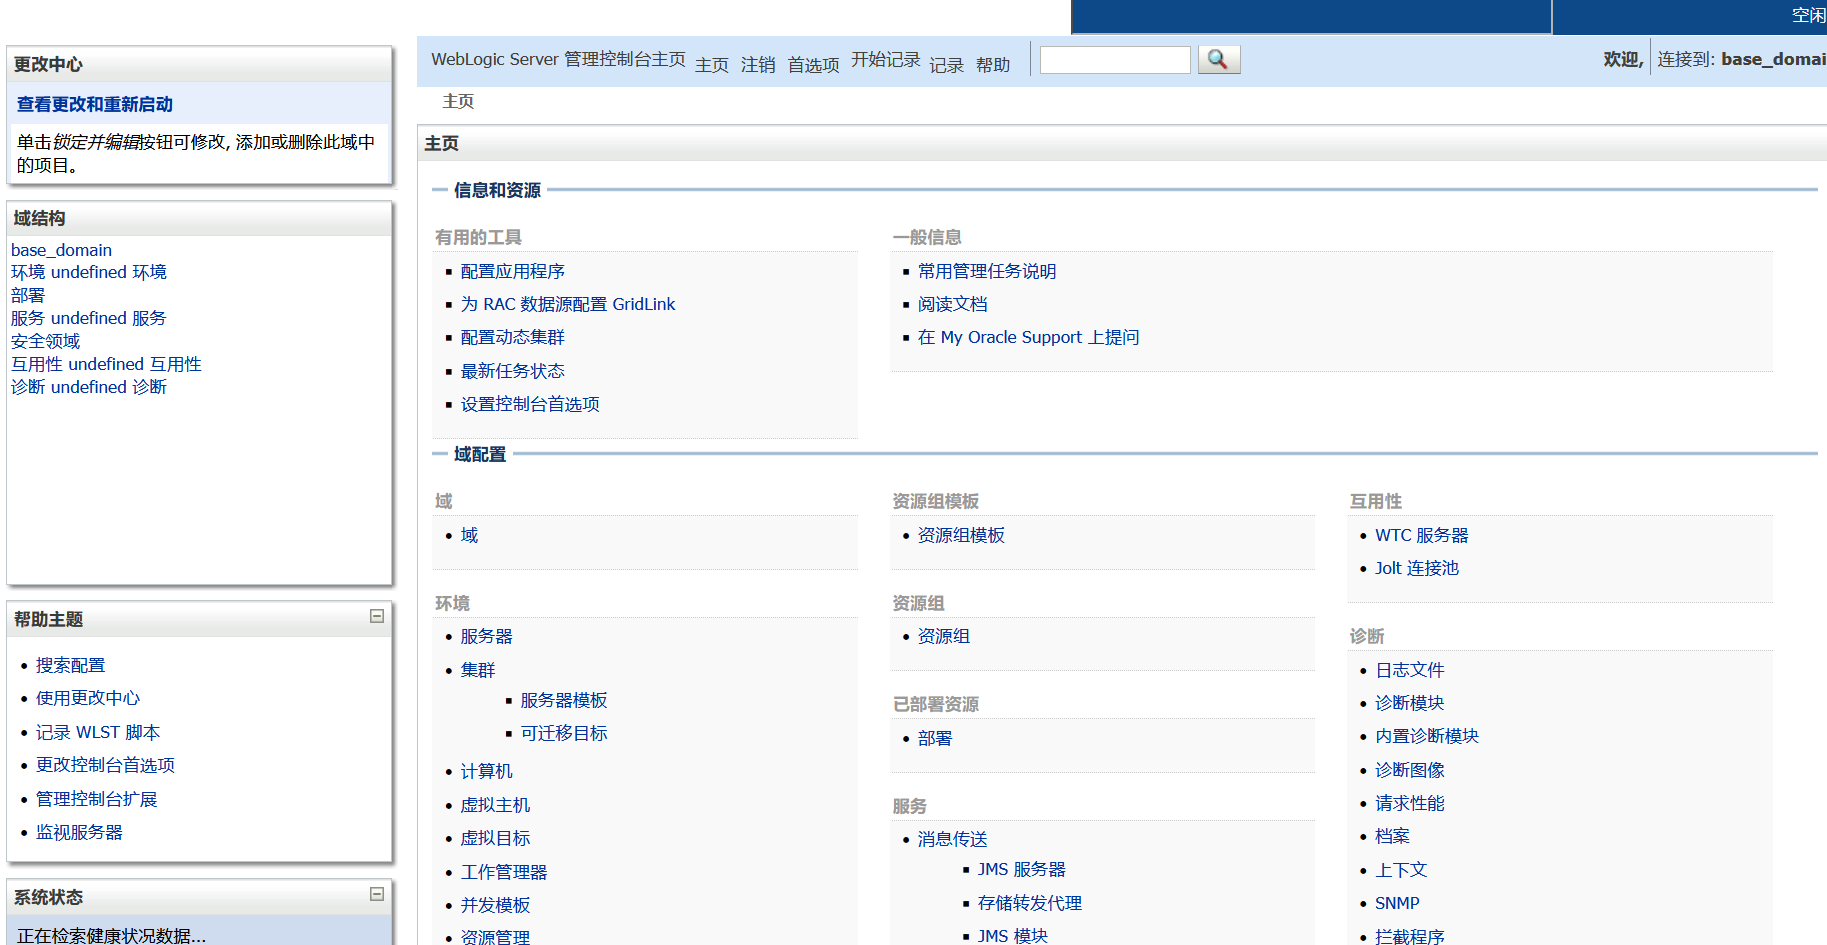 空闲
更改中心
查看更改和重新启动
单击锁定并编辑按钮可修改, 添加或删除此域中
的项目。
域结构
base_domain
环境 undefined 环境
部署
服务 undefined 服务
安全领域
互用性 undefined 互用性
诊断 undefined 诊断
帮助主题
搜索配置
使用更改中心
记录 WLST 脚本
更改控制台首选项
管理控制台扩展
监视服务器
系统状态
正在检索健康状况数据...
WebLogic Server 管理控制台主页 主页 注销 首选项 开始记录 记录 帮助
欢迎, 连接到: base_domai
主页
主页
信息和资源
有用的工具
配置应用程序
为 RAC 数据源配置 GridLink
配置动态集群
最新任务状态
设置控制台首选项
一般信息
常用管理任务说明
阅读文档
在 My Oracle Support 上提问
域配置
域
域
环境
服务器
集群
服务器模板
可迁移目标
计算机
虚拟主机
虚拟目标
工作管理器
并发模板
资源管理
资源组模板
资源组模板
资源组
资源组
已部署资源
部署
服务
消息传送
JMS 服务器
存储转发代理
JMS 模块
互用性
WTC 服务器
Jolt 连接池
诊断
日志文件
诊断模块
内置诊断模块
诊断图像
请求性能
档案
上下文
SNMP
拦截程序